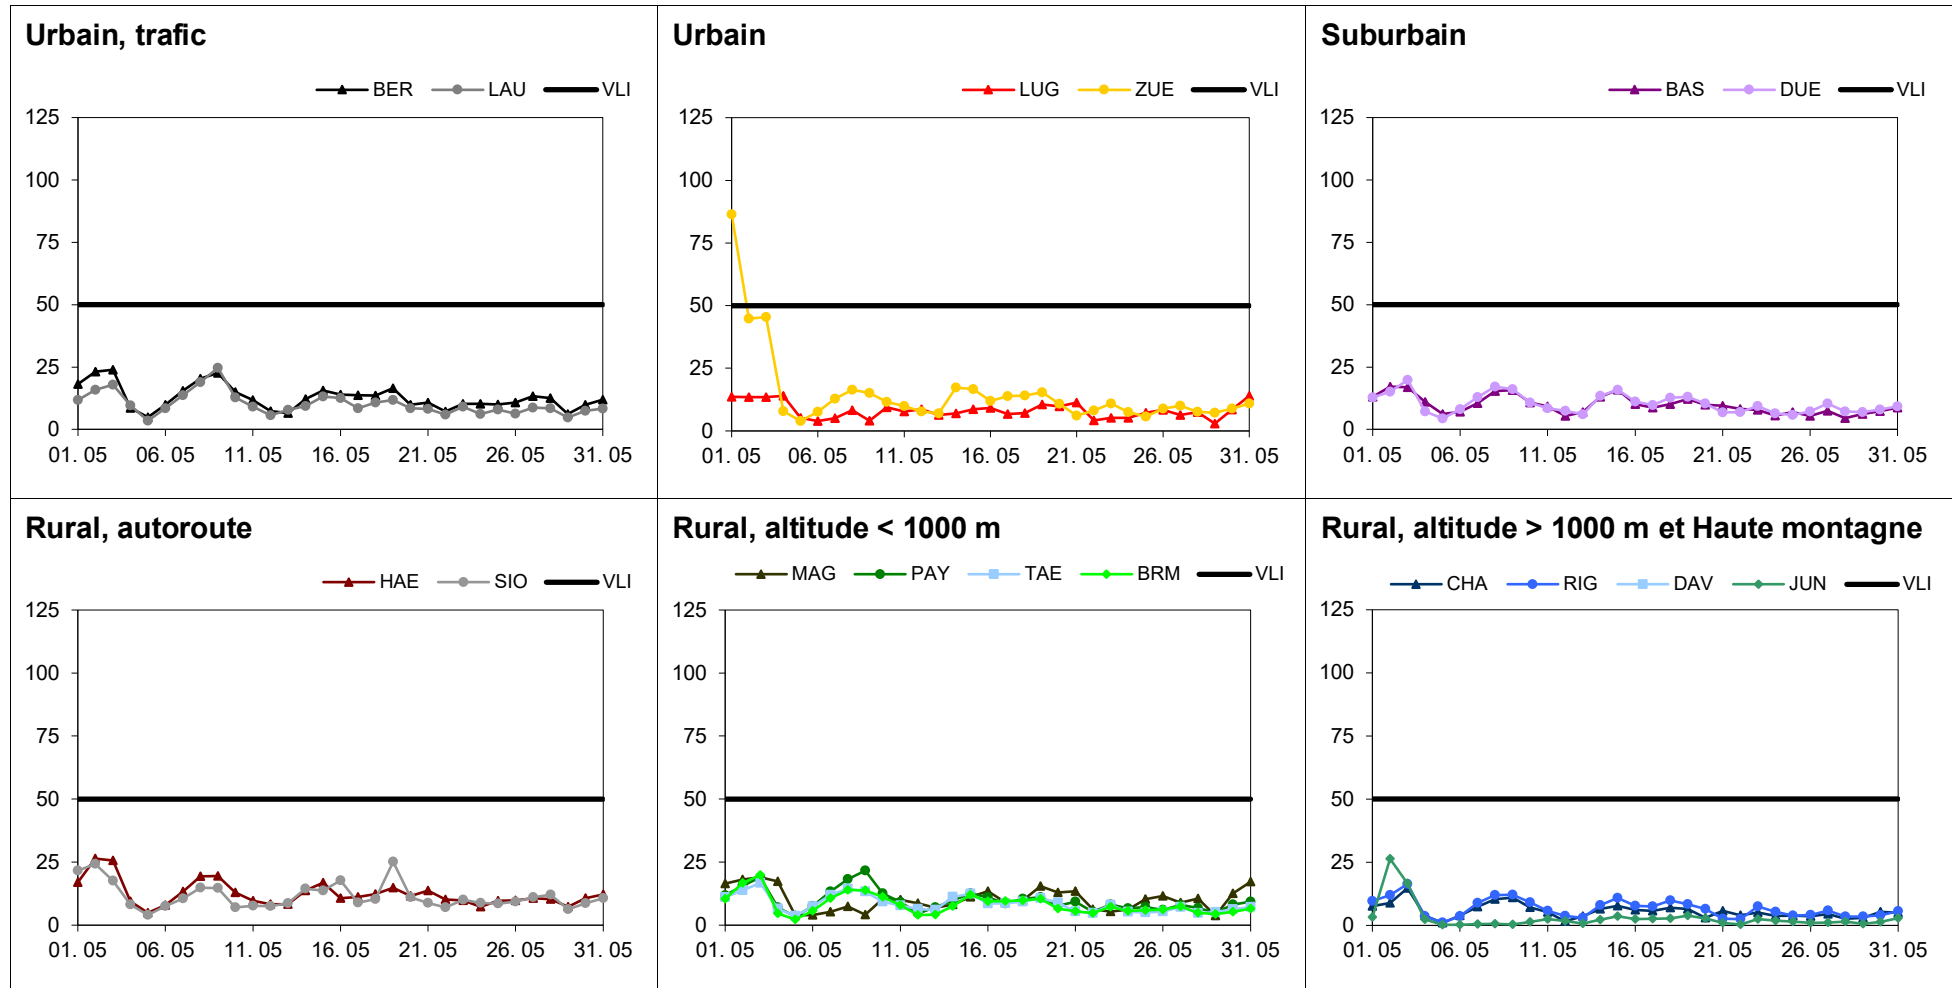 Urbain, trafic
BER LAU VLI
125
100
75
50
25
0
01. 05 06. 05 11. 05 16. 05 21. 05 26. 05 31. 05
Urbain
LUG ZUE VLI
125
100
75
50
25
0
01. 05 06. 05 11. 05 16. 05 21. 05 26. 05 31. 05
Suburbain
BAS DUE VLI
125
100
75
50
25
0
01. 05 06. 05 11. 05 16. 05 21. 05 26. 05 31. 05
Rural, autoroute
HAE SIO VLI
125
100
75
50
25
0
01. 05 06. 05 11. 05 16. 05 21. 05 26. 05 31. 05
Rural, altitude < 1000 m
MAG PAY TAE BRM VLI
125
100
75
50
25
0
01. 05 06. 05 11. 05 16. 05 21. 05 26. 05 31. 05
Rural, altitude > 1000 m et Haute montagne
CHA RIG DAV JUN VLI
125
100
75
50
25
0
01. 05 06. 05 11. 05 16. 05 21. 05 26. 05 31. 05